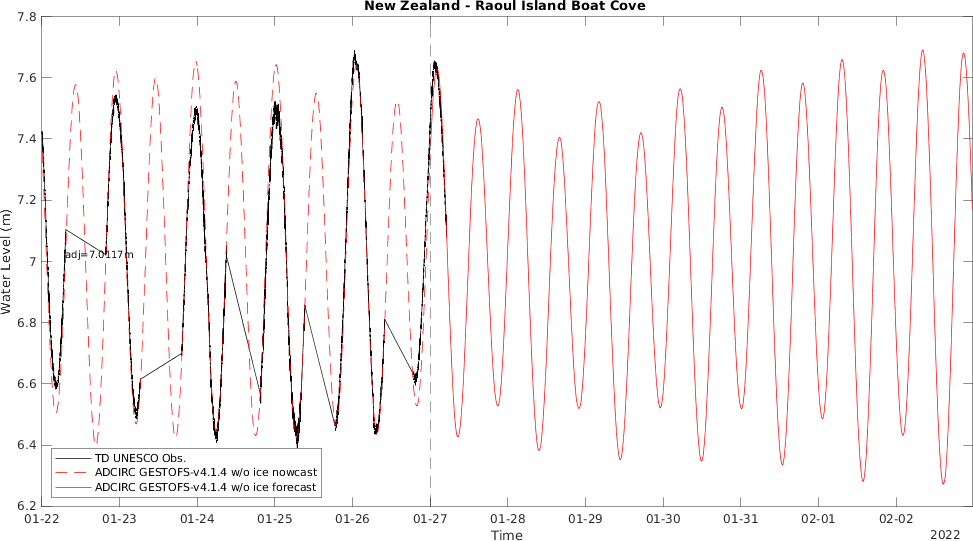 New Zealand - Raoul Island Boat Cove
Water Level (m)
7.8
7.6
7.4
7.2
7
6.8
6.6
6.4
6.2
adj=7.0117m
TD UNESCO Obs.
ADCIRC GESTOFS-v4.1.4 w/o ice nowcast
ADCIRC GESTOFS-v4.1.4 w/o ice forecast
01-22 01-23 01-24 01-25 01-26 01-27 01-28 01-29 01-30 01-31 02-01 02-02
Time
2022